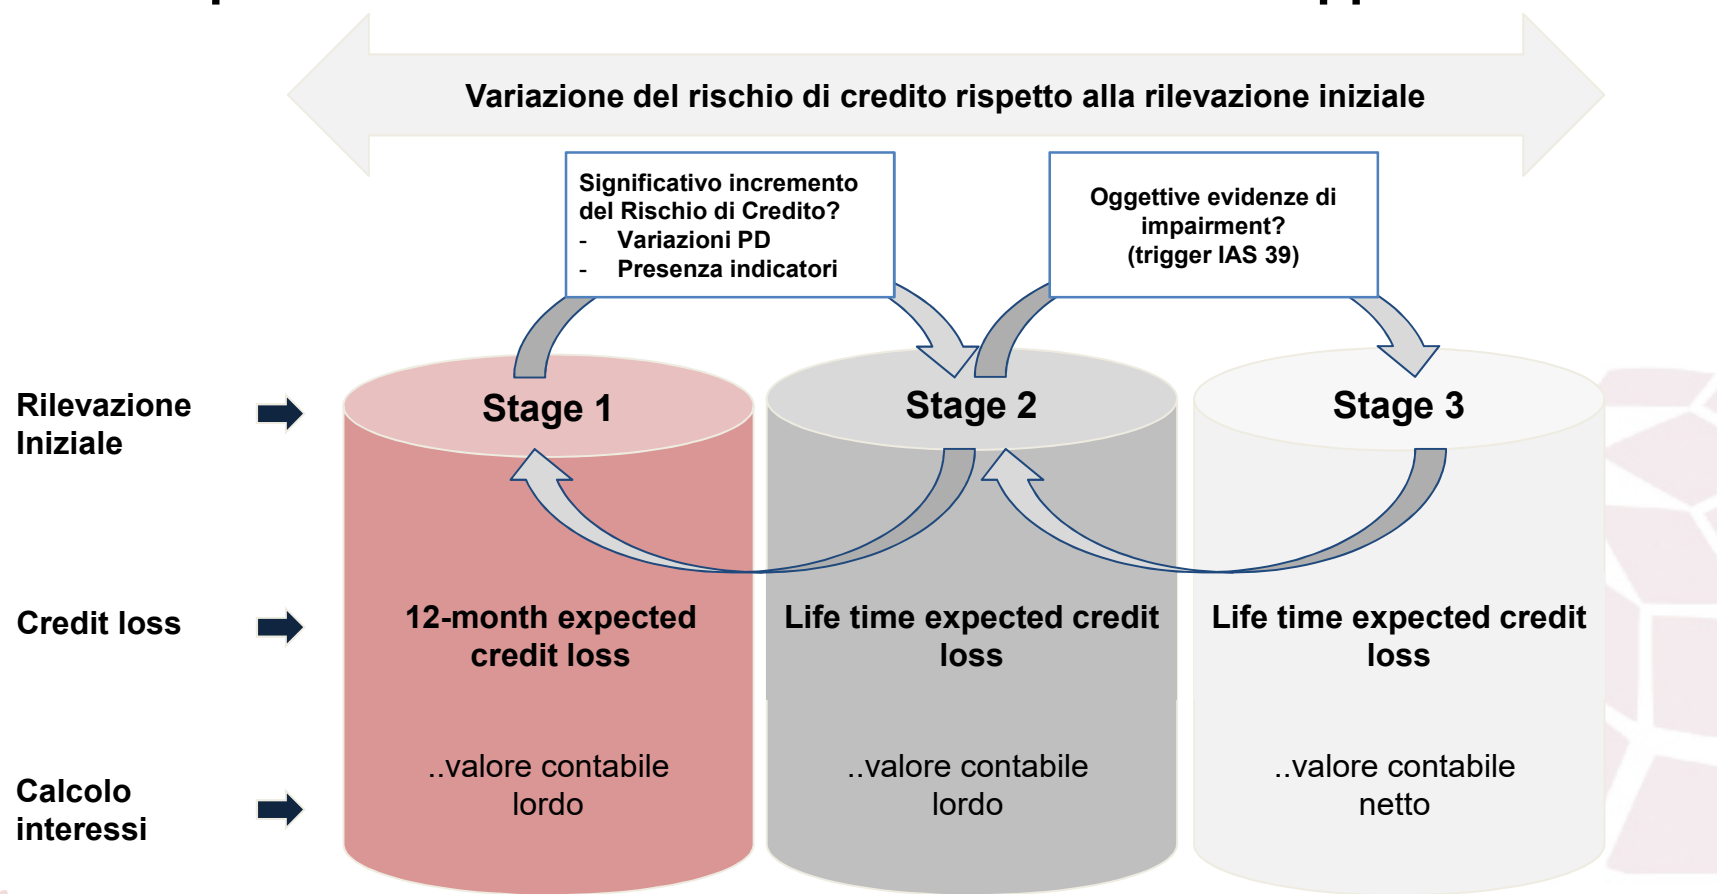 Variazione del rischio di credito rispetto alla rilevazione iniziale
Significativo incremento
del Rischio di Credito?
- Variazioni PD
- Presenza indicatori
Oggettive evidenze di
impairment?
(trigger IAS 39)
Rilevazione
Iniziale
Stage 1
Stage 2
Stage 3
Credit loss
12-month expected
credit loss
Life time expected credit
loss
Life time expected credit
loss
Calcolo
interessi
..valore contabile
lordo
..valore contabile
lordo
..valore contabile
netto